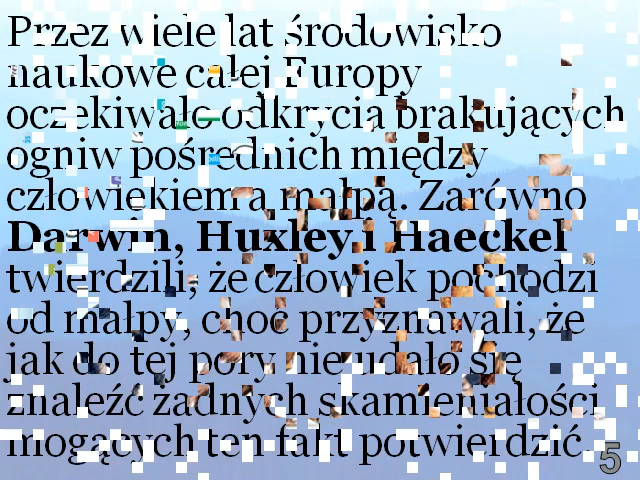 Przez wiele lat środowisko
naukowe całej Europy
oczekiwało odkrycia brakujących
ogniw pośrednich między
człowiekiem a małpą. Zarówno
Darwin, Huxley i Haeckel
twierdzili, że człowiek pochodzi
od małpy, choć przyznawali, że
jak do tej pory nie udało się
znaleźć żadnych skamieniałości
mogących ten fakt potwierdzić.
5